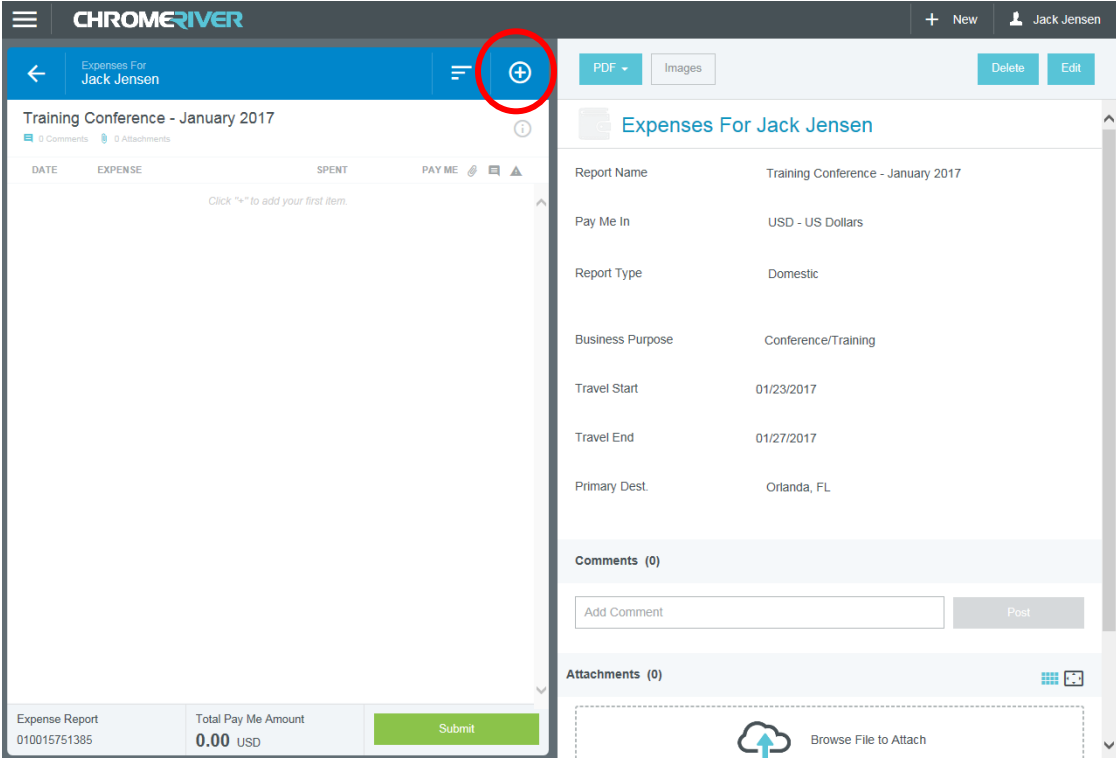 CHROMERIVER
+ New
Jack Jensen
Expenses For
Jack Jensen
Training Conference - January 2017
0 Comments 0 Attachments
DATE EXPENSE SPENT PAY ME
Click "+" to add your first item.
Expense Report
010015751385
Total Pay Me Amount
0.00 USD
Submit
PDF Images Delete Edit
Expenses For Jack Jensen
Report Name Training Conference - January 2017
Pay Me In USD - US Dollars
Report Type Domestic
Business Purpose Conference/Training
Travel Start 01/23/2017
Travel End 01/27/2017
Primary Dest. Orlanda, FL
Comments (0)
Add Comment Post
Attachments (0)
Browse File to Attach